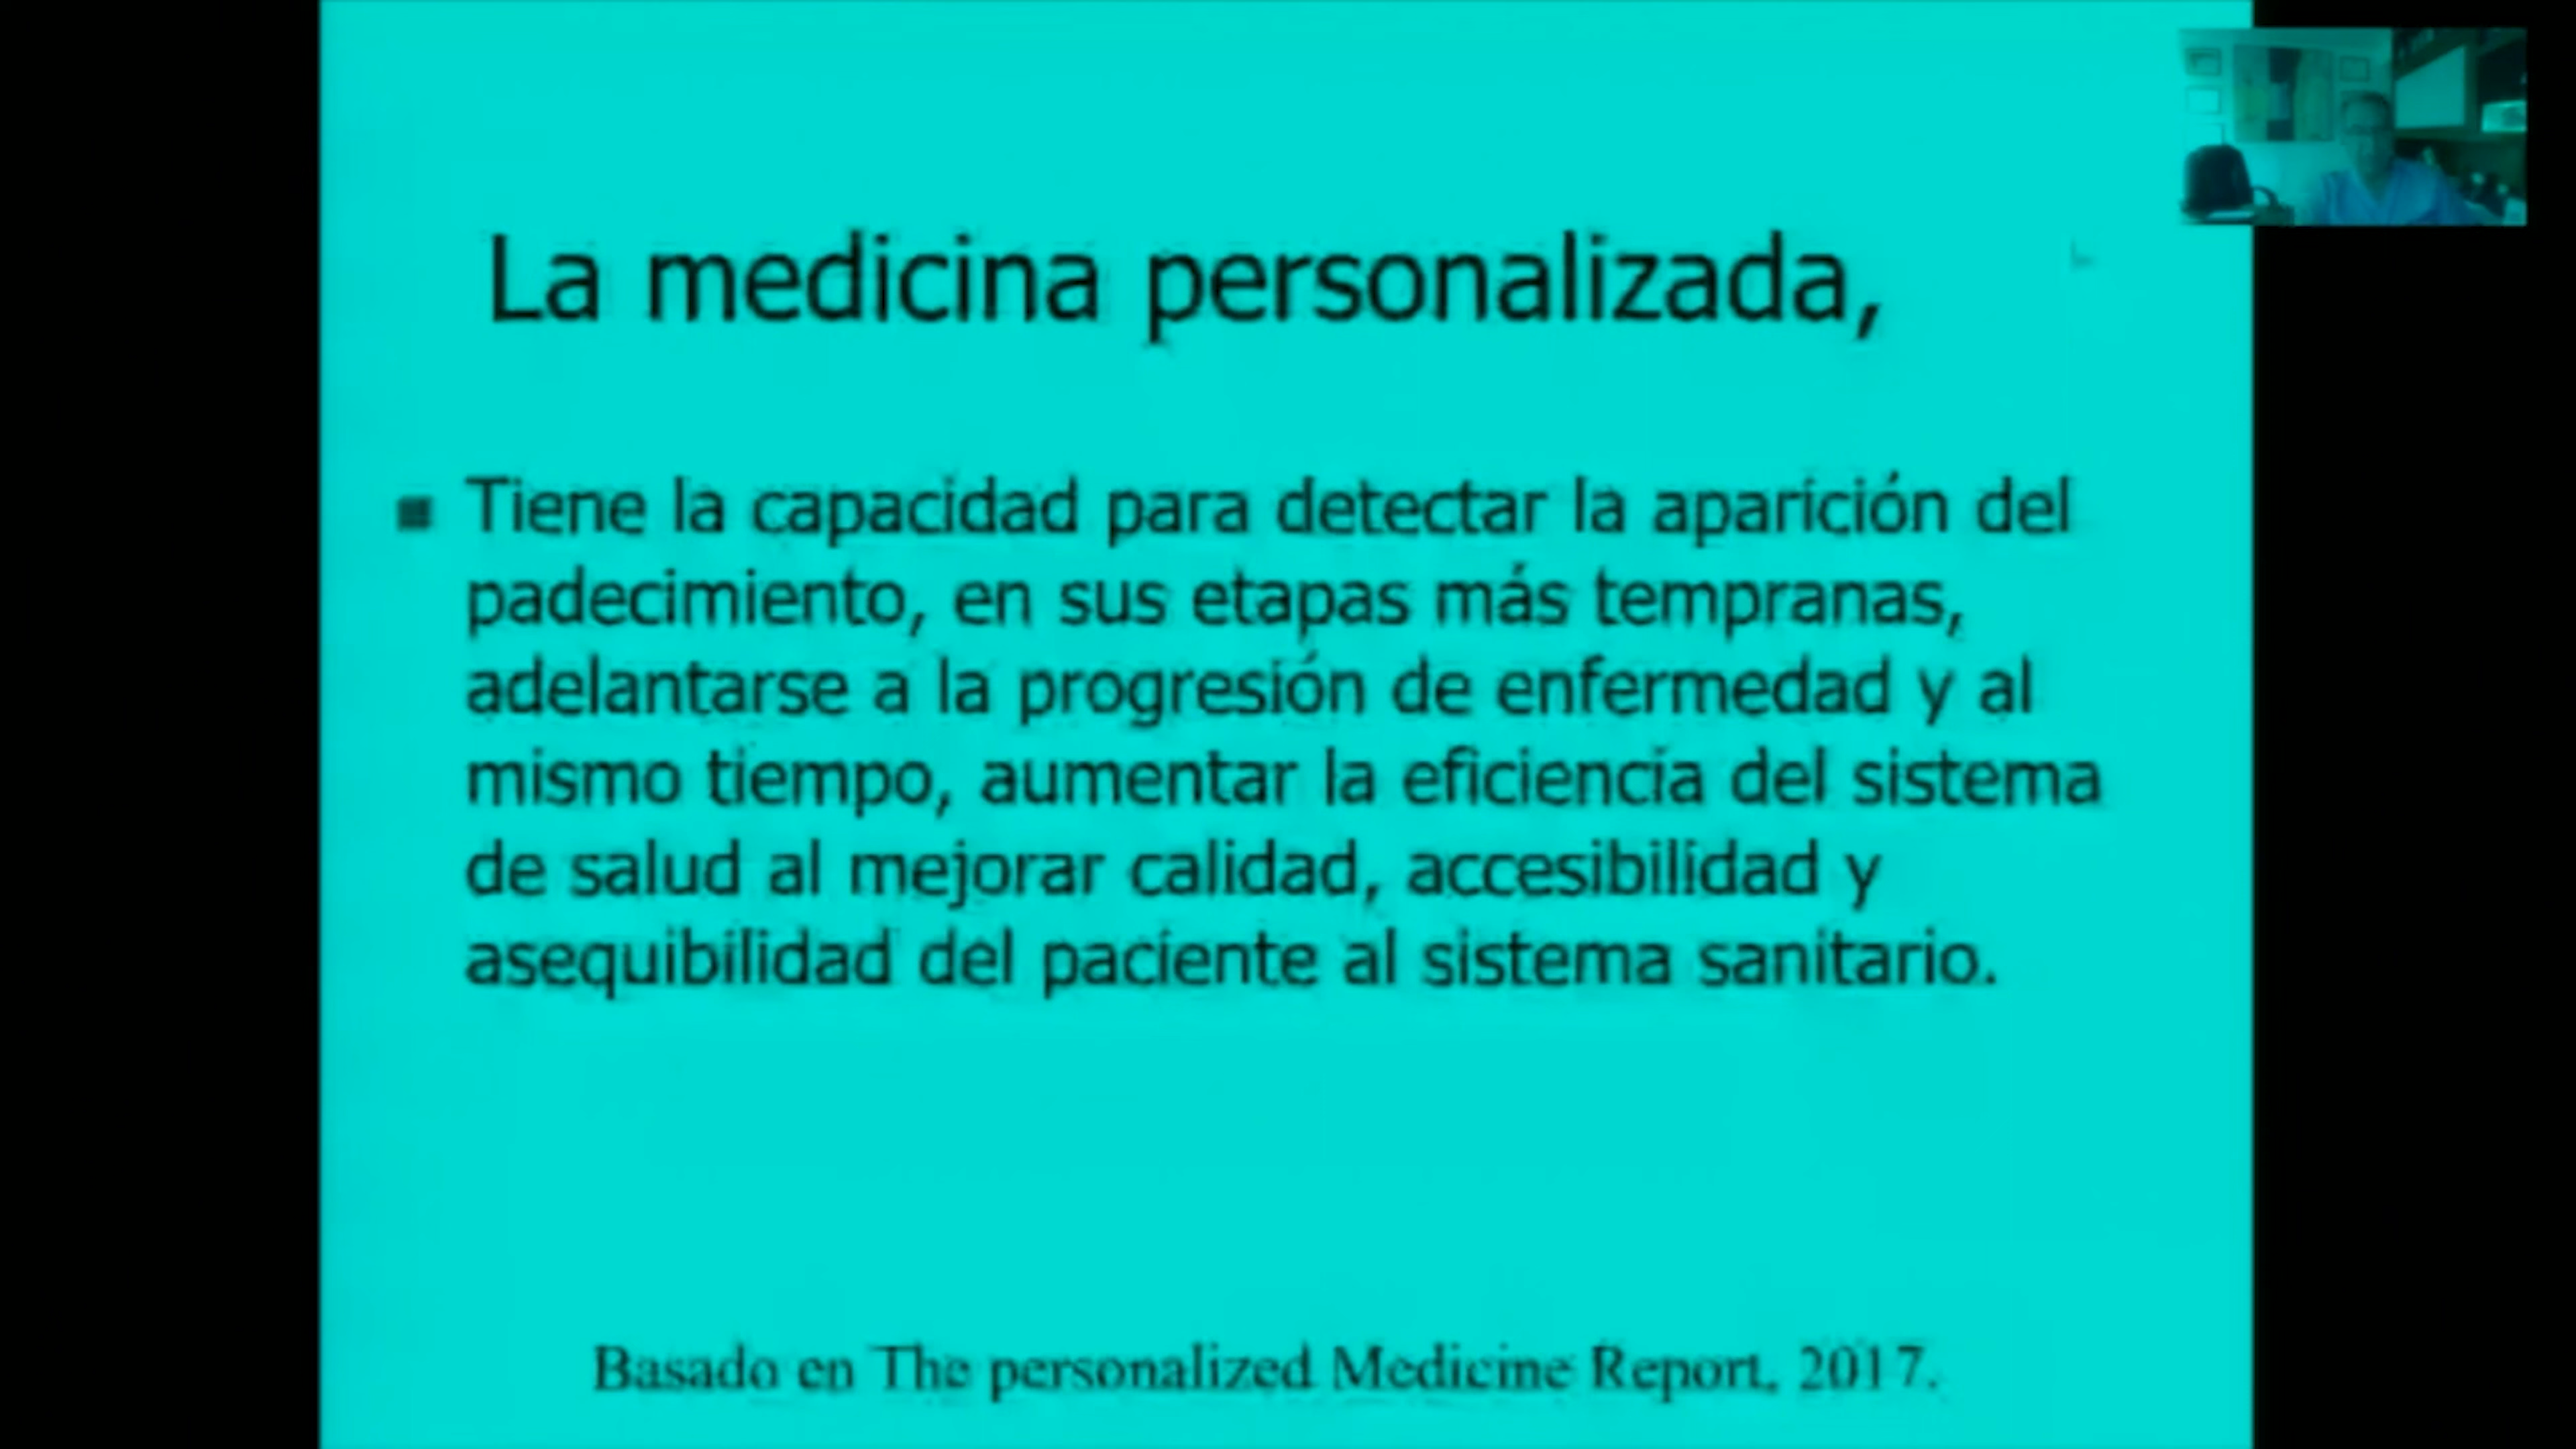 La medicina personalizada,
Tiene la capacidad para detectar la aparición del
padecimiento, en sus etapas más tempranas,
adelantarse a la progresión de enfermedad y al
mismo tiempo, aumentar la eficiencia del sistema
de salud al mejorar calidad, accesibilidad y
asequibilidad del paciente al sistema sanitario.
Basado en The personalized Medicine Report, 2017.